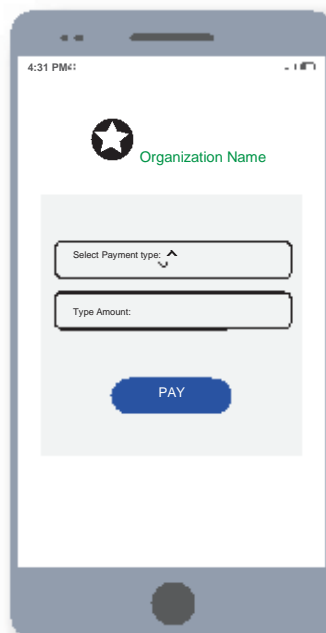 4:31 PM
Organization Name
Select Payment type:
Type Amount:
PAY